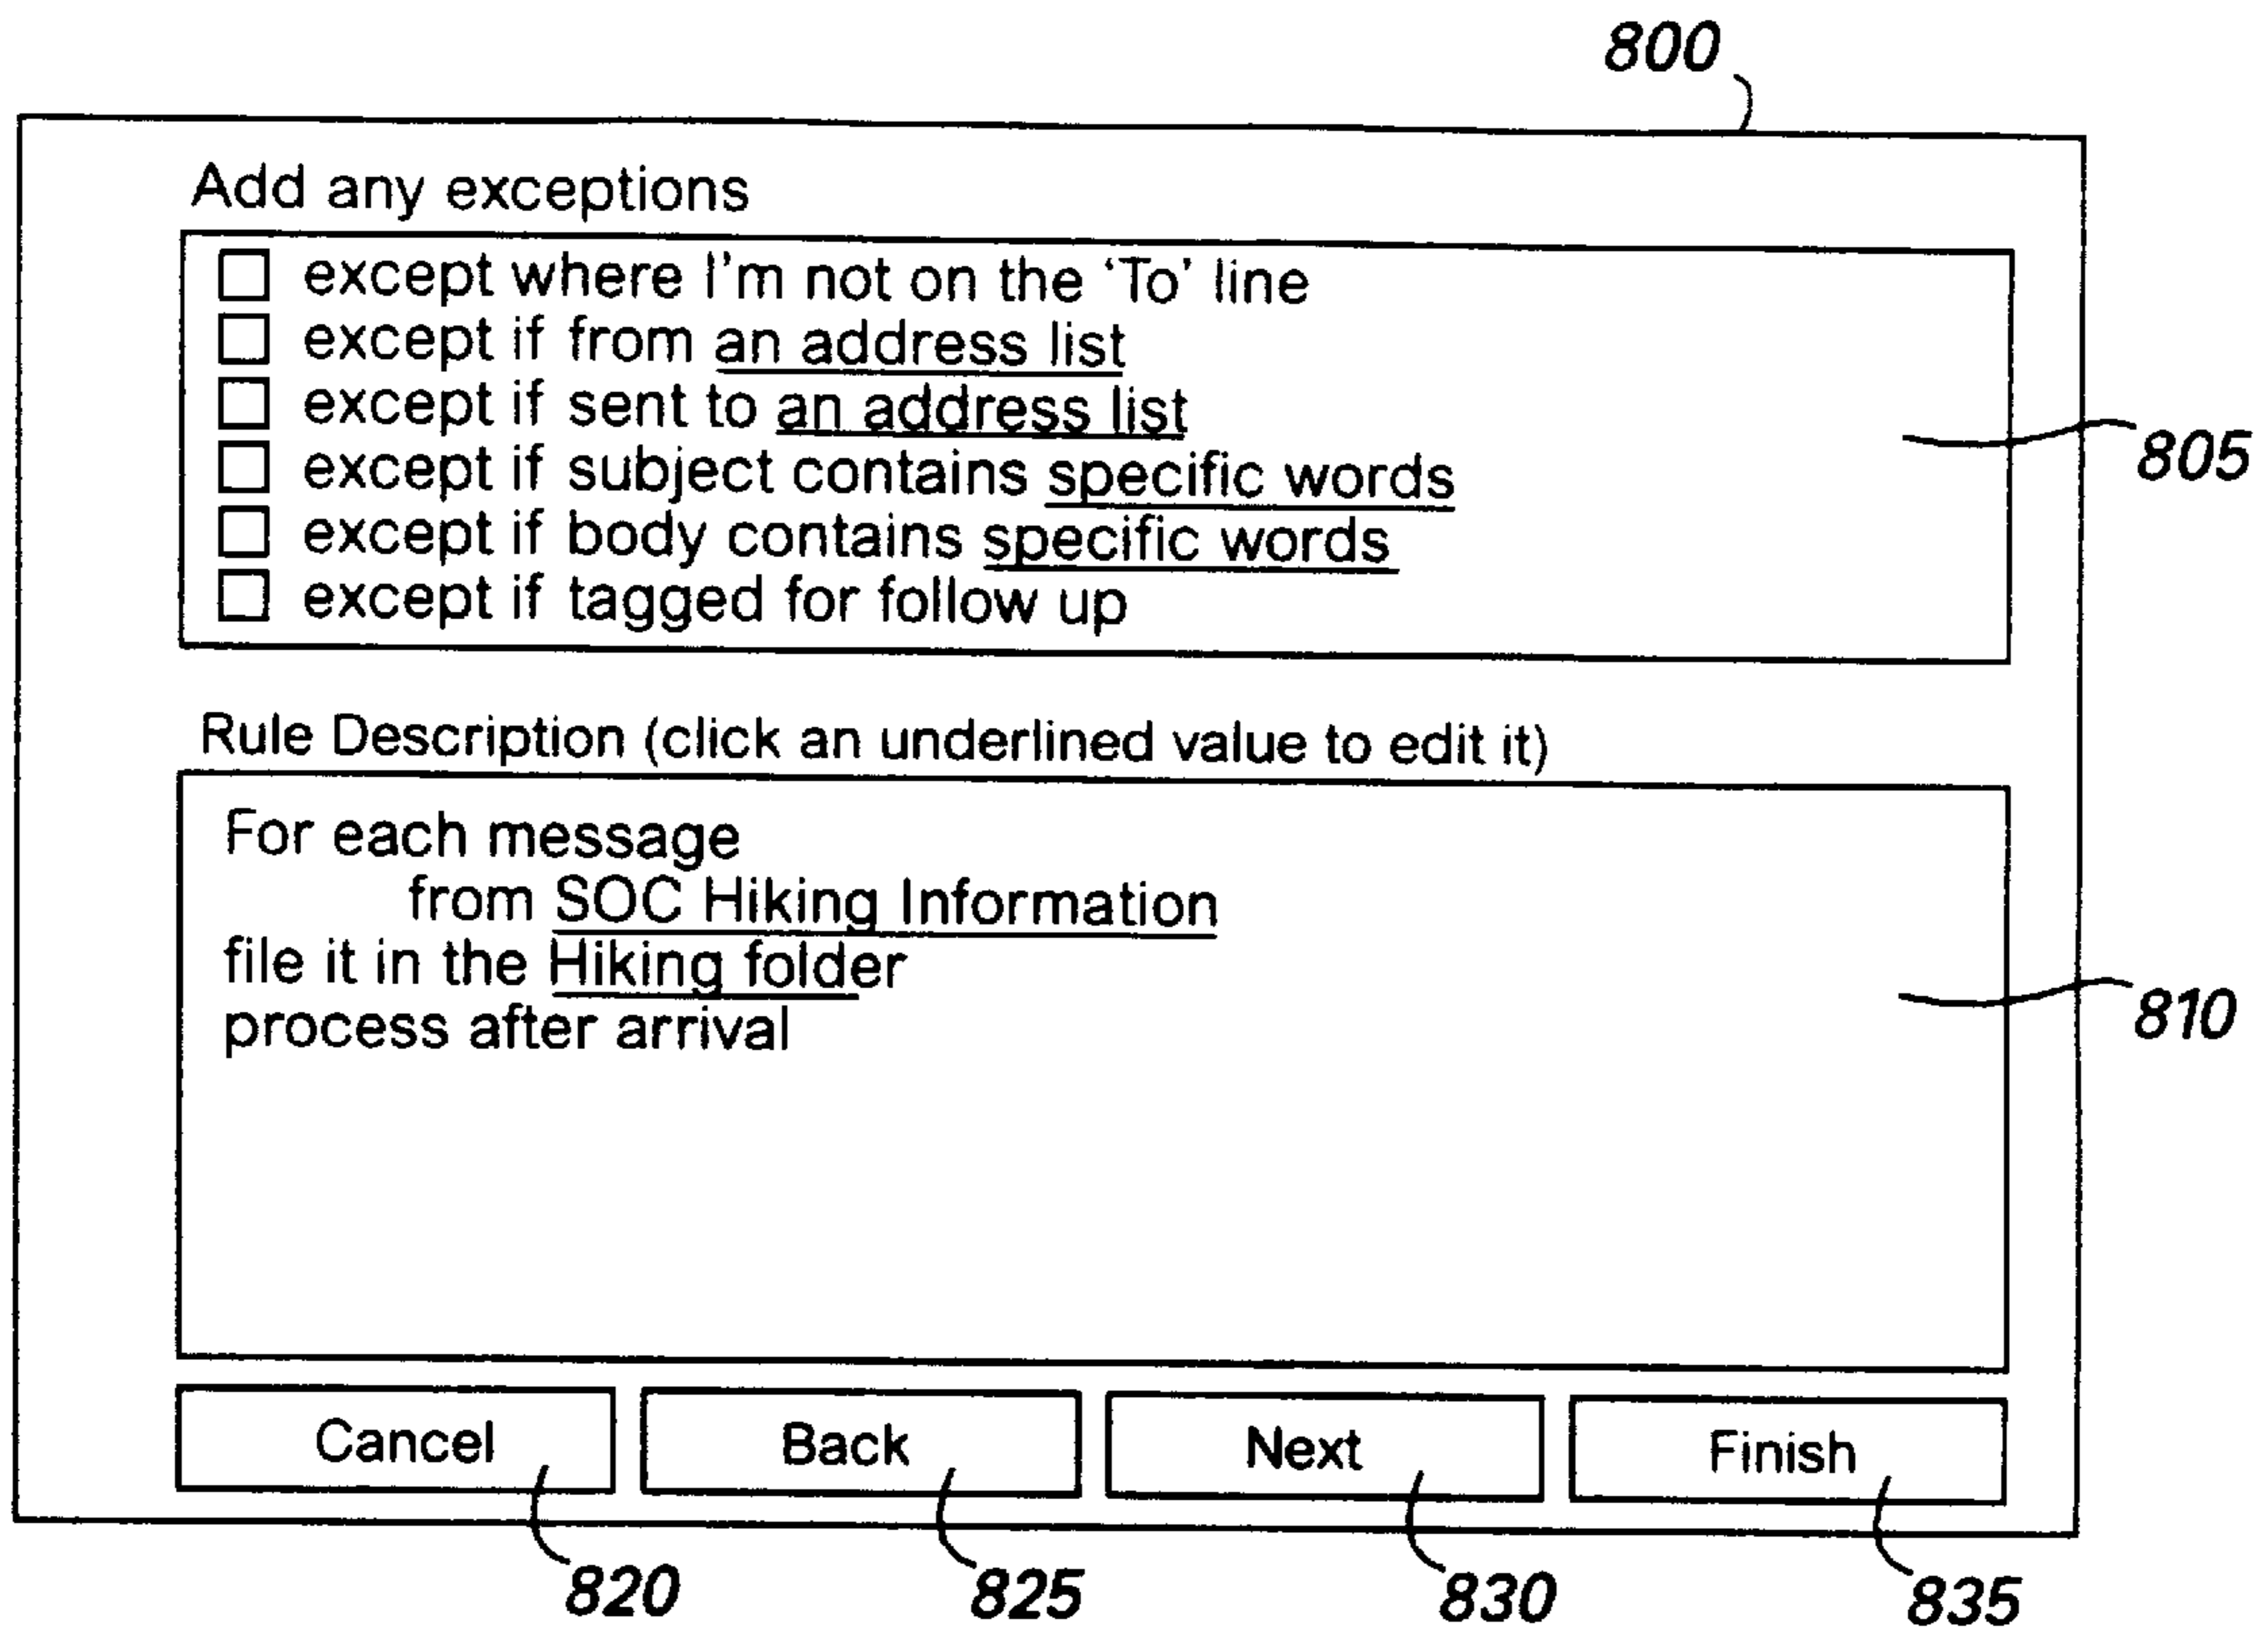 800
Add any exceptions
except where I'm not on the 'To' line
except if from an address list
except if sent to an address list
805
except if subject contains specific words
except if body contains specific words
except if tagged for follow up
Rule Description (click an underlined value to edit it)
For each message
from SOC Hiking Information
file it in the Hiking folder
810
process after arrival
Cancel Back Next Finish
820 825 830 835